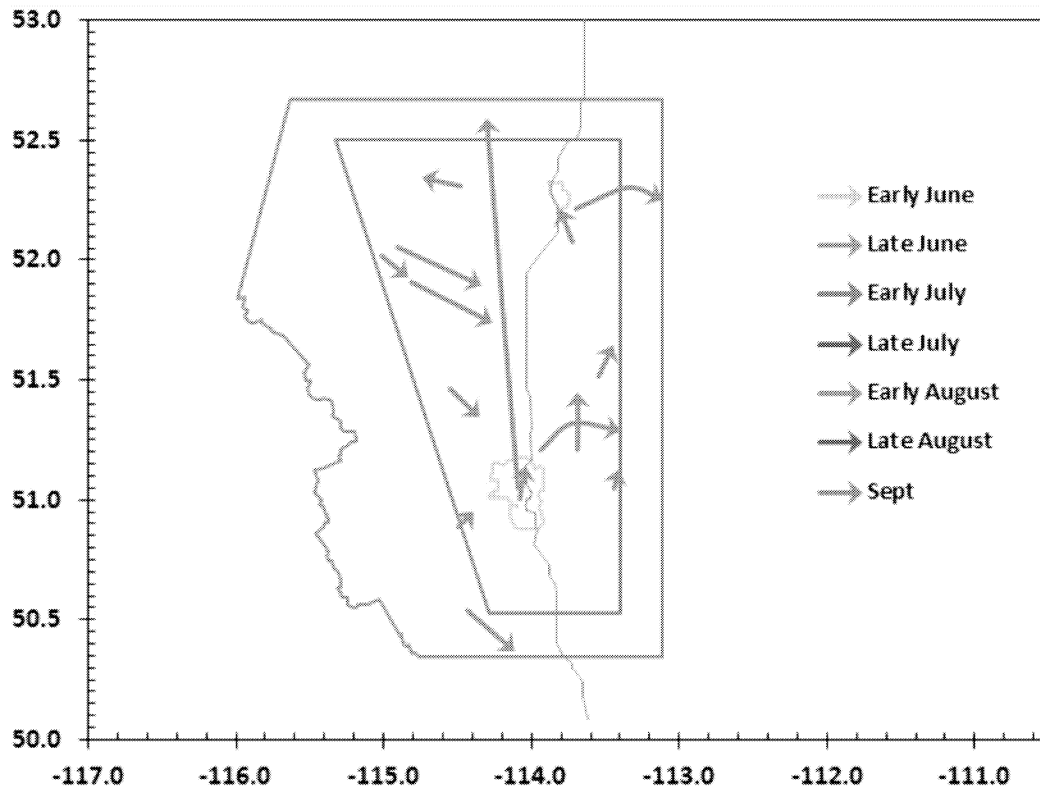 53.0
52.5
52.0
51.5
51.0
50.5
50.0
-117.0 -116.0 -115.0 -114.0 -113.0 -112.0 -111.0
Early June
Late June
Early July
Late July
Early August
Late August
Sept